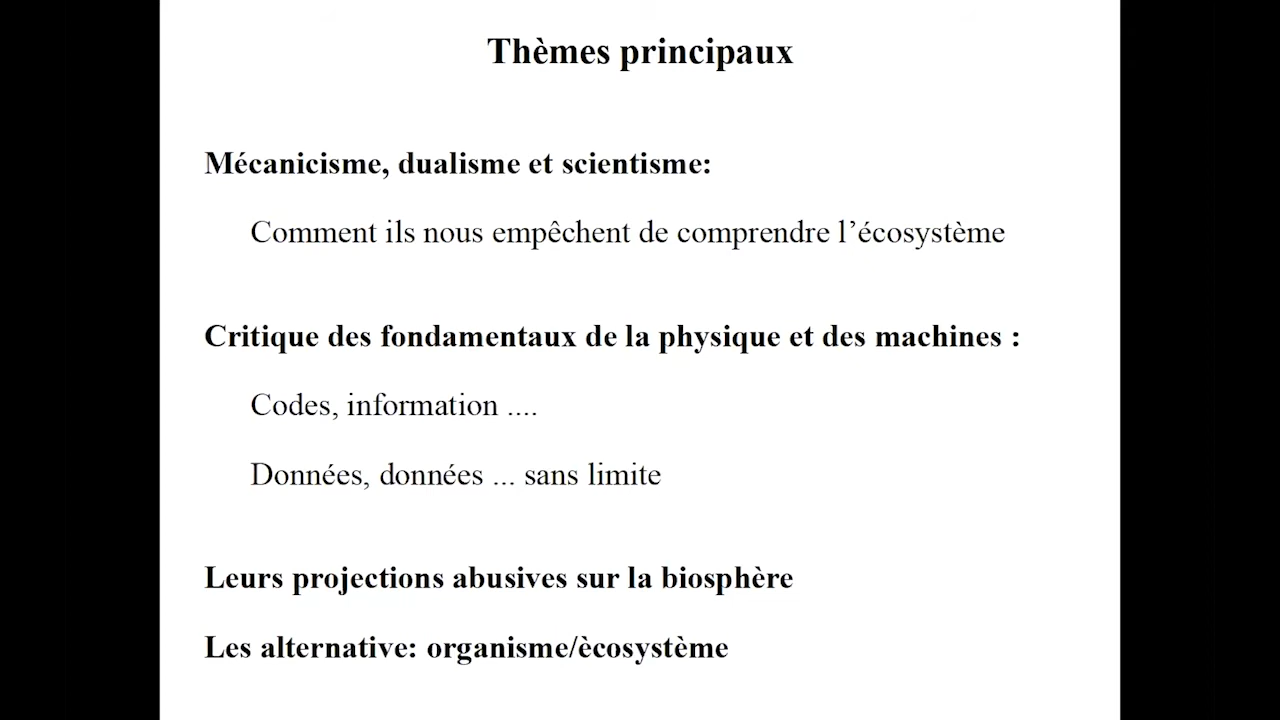 Thèmes principaux
Mécanicisme, dualisme et scientisme:
Comment ils nous empêchent de comprendre l’écosystème
Critique des fondamentaux de la physique et des machines :
Codes, information ....
Données, données ... sans limite
Leurs projections abusives sur la biosphère
Les alternative: organisme/ècosystème